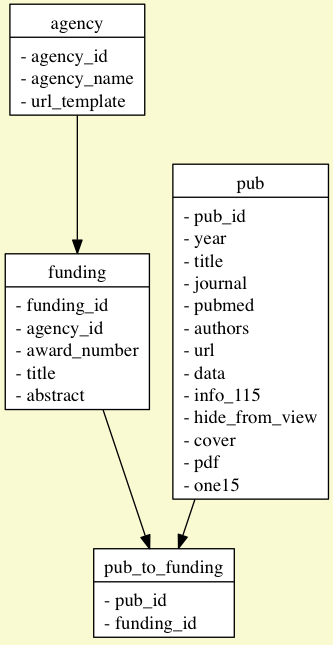 agency
- agency_id
- agency_name
- url_template
pub
- pub_id
- year
- title
- journal
- pubmed
- authors
- url
- data
- info_115
- hide_from_view
- cover
- pdf
- one15
funding
- funding_id
- agency_id
- award_number
- title
- abstract
pub_to_funding
- pub_id
- funding_id